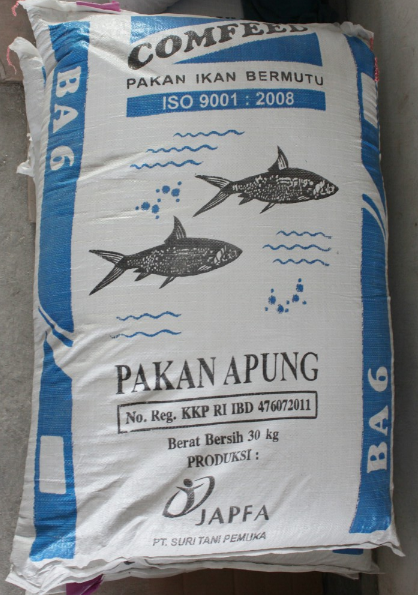 COMFEED
PAKAN IKAN BERMUTU
ISO 9001 : 2008
BA 6
BA 6
PAKAN APUNG
No. Reg. KKP RI IBD 476072011
Berat Bersih 30 kg
PRODUKSI :
JAPFA
PT. SURI TANI PEMUKA